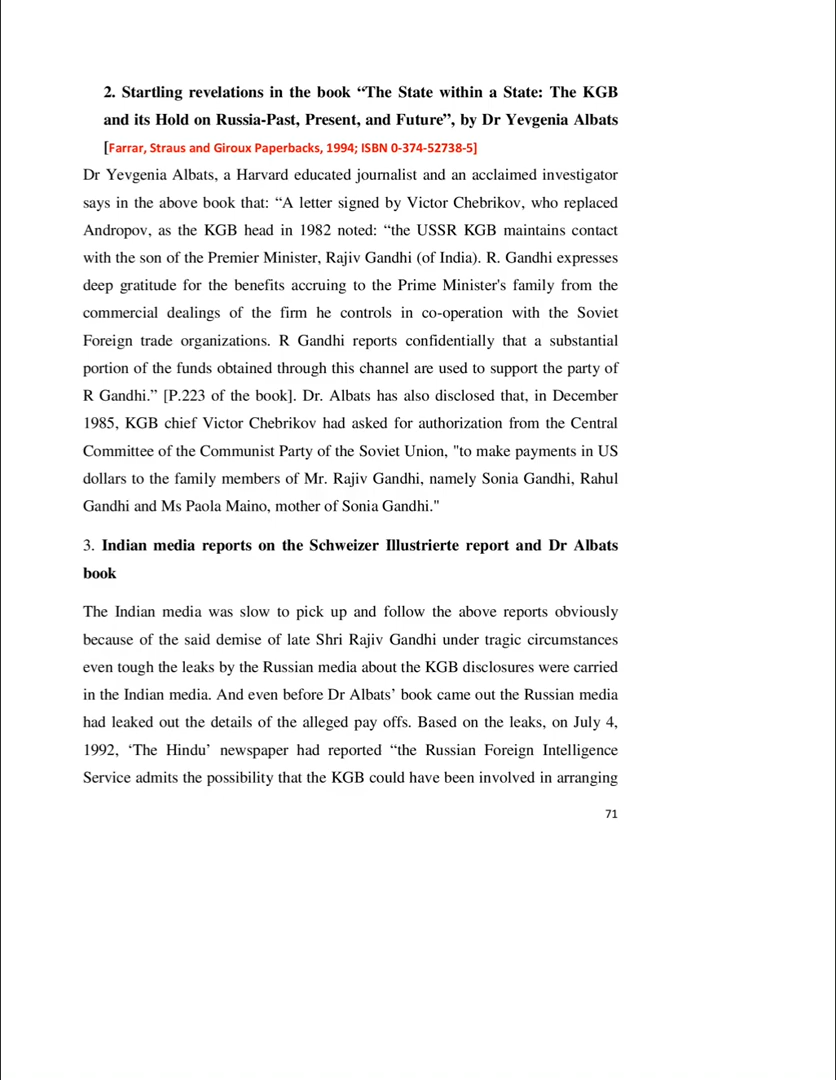 2. Startling revelations in the book “The State within a State: The KGB
and its Hold on Russia-Past, Present, and Future”, by Dr Yevgenia Albats
[Farrar, Straus and Giroux Paperbacks, 1994; ISBN 0-374-52738-5]
Dr Yevgenia Albats, a Harvard educated journalist and an acclaimed investigator
says in the above book that: “A letter signed by Victor Chebrikov, who replaced
Andropov, as the KGB head in 1982 noted: “the USSR KGB maintains contact
with the son of the Premier Minister, Rajiv Gandhi (of India). R. Gandhi expresses
deep gratitude for the benefits accruing to the Prime Minister's family from the
commercial dealings of the firm he controls in co-operation with the Soviet
Foreign trade organizations. R Gandhi reports confidentially that a substantial
portion of the funds obtained through this channel are used to support the party of
R Gandhi.” [P.223 of the book]. Dr. Albats has also disclosed that, in December
1985, KGB chief Victor Chebrikov had asked for authorization from the Central
Committee of the Communist Party of the Soviet Union, "to make payments in US
dollars to the family members of Mr. Rajiv Gandhi, namely Sonia Gandhi, Rahul
Gandhi and Ms Paola Maino, mother of Sonia Gandhi."
3. Indian media reports on the Schweizer Illustrierte report and Dr Albats
book
The Indian media was slow to pick up and follow the above reports obviously
because of the said demise of late Shri Rajiv Gandhi under tragic circumstances
even tough the leaks by the Russian media about the KGB disclosures were carried
in the Indian media. And even before Dr Albats’ book came out the Russian media
had leaked out the details of the alleged pay offs. Based on the leaks, on July 4,
1992, ‘The Hindu’ newspaper had reported “the Russian Foreign Intelligence
Service admits the possibility that the KGB could have been involved in arranging
71